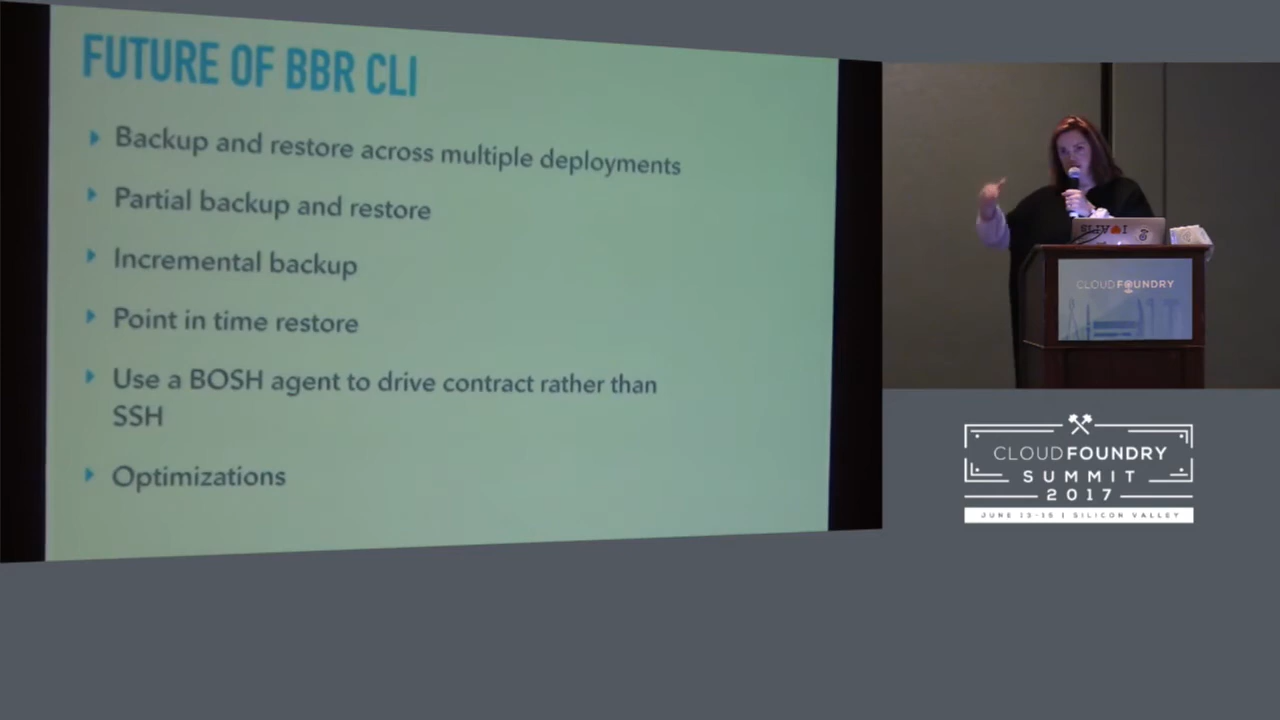 FUTURE OF BBR CLI
Backup and restore across multiple deployments
Partial backup and restore
Incremental backup
Point in time restore
Use a BOSH agent to drive contract rather than
SSH
Optimizations
CLOUD FOUNDRY
CLOUD FOUNDRY
SUMMIT
2017
JUNE 13-15 | SILICON VALLEY